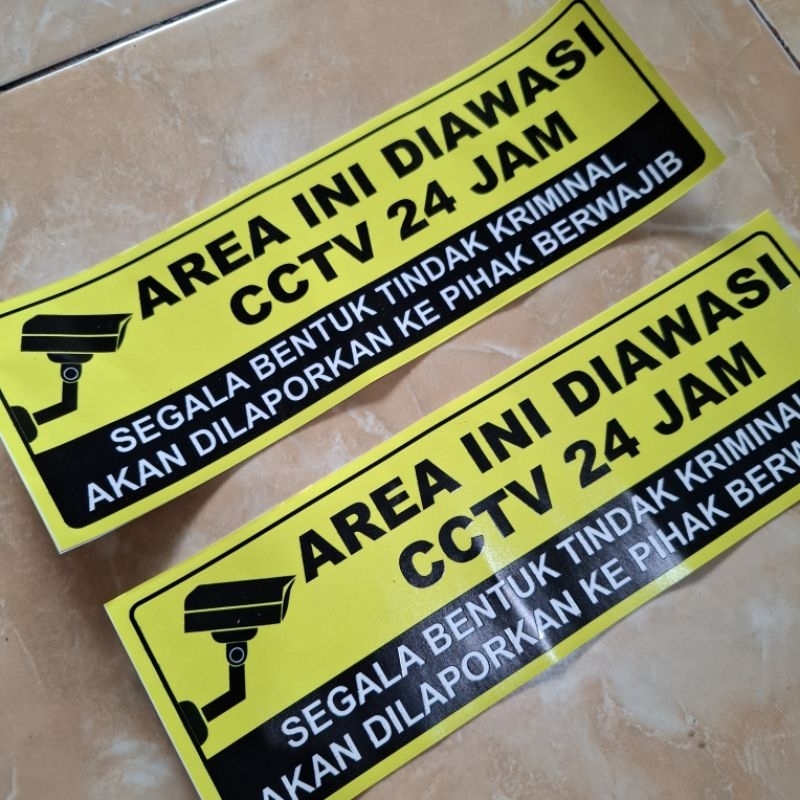 AREA INI DIAWASI
CCTV 24 JAM
SEGALA BENTUK TINDAK KRIMINAL
AKAN DILAPORKAN KE PIHAK BERWAJIB
AREA INI DIAWASI
CCTV 24 JAM
SEGALA BENTUK TINDAK KRIMINAL
AKAN DILAPORKAN KE PIHAK